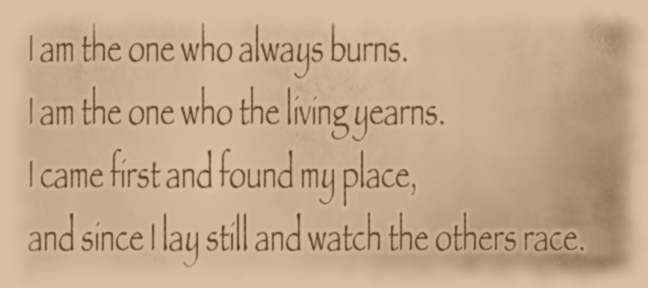 I am the one who always burns.
I am the one who the living yearns.
I came first and found my place,
and since I lay still and watch the others race.